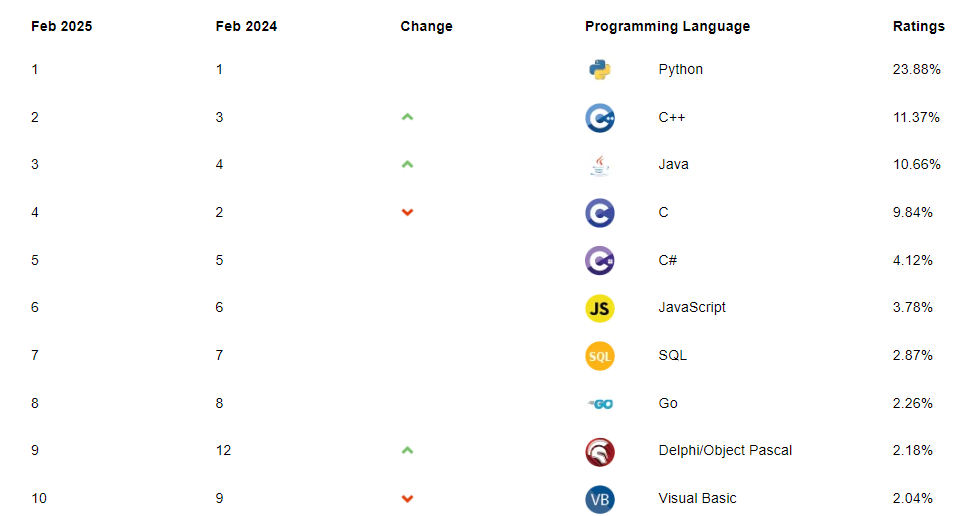 Feb 2025 Feb 2024 Change Programming Language Ratings
1 1 Python 23.88%
2 3 C++ 11.37%
3 4 Java 10.66%
4 2 C 9.84%
5 5 C# 4.12%
6 6 JS JavaScript 3.78%
7 7 SQL SQL 2.87%
8 8 GO Go 2.26%
9 12 Delphi/Object Pascal 2.18%
10 9 VB Visual Basic 2.04%